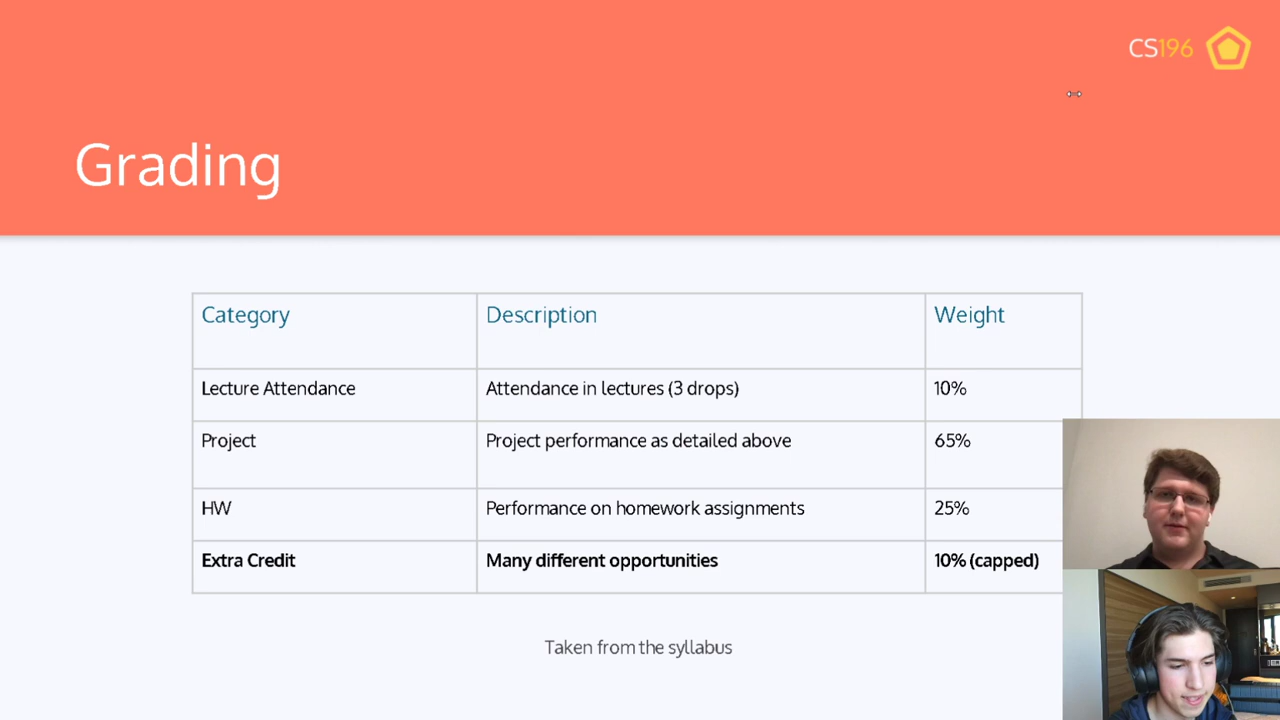 CS196
Grading
Category Description Weight
Lecture Attendance Attendance in lectures (3 drops) 10%
Project Project performance as detailed above 65%
HW Performance on homework assignments 25%
Extra Credit Many different opportunities 10% (capped)
Taken from the syllabus